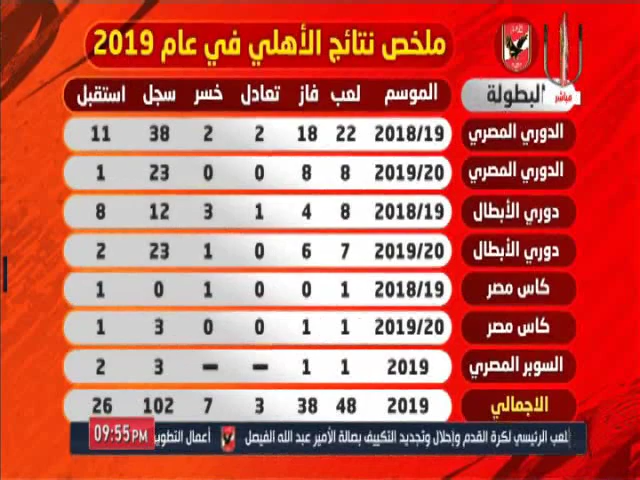 ملخص نتائج الأهلي في عام 2019
البطولة الموسم لعب فاز تعادل خسر سجل استقبل
مباشر
الدوري المصري 2018/19 22 18 2 2 38 11
الدوري المصري 2019/20 8 8 0 0 23 1
دوري الأبطال 2018/19 8 4 1 3 12 8
دوري الأبطال 2019/20 7 6 0 1 23 2
كاس مصر 2018/19 1 0 0 1 0 1
كاس مصر 2019/20 1 1 0 0 3 1
السوبر المصري 2019 1 1 – – 3 2
الاجمالي 2019 48 38 3 7 102 26
لعب الرئيسي لكرة القدم وإحلال وتجديد التكييف بصالة الأمير عبد الله الفيصل أعمال التطوير
09:55 PM